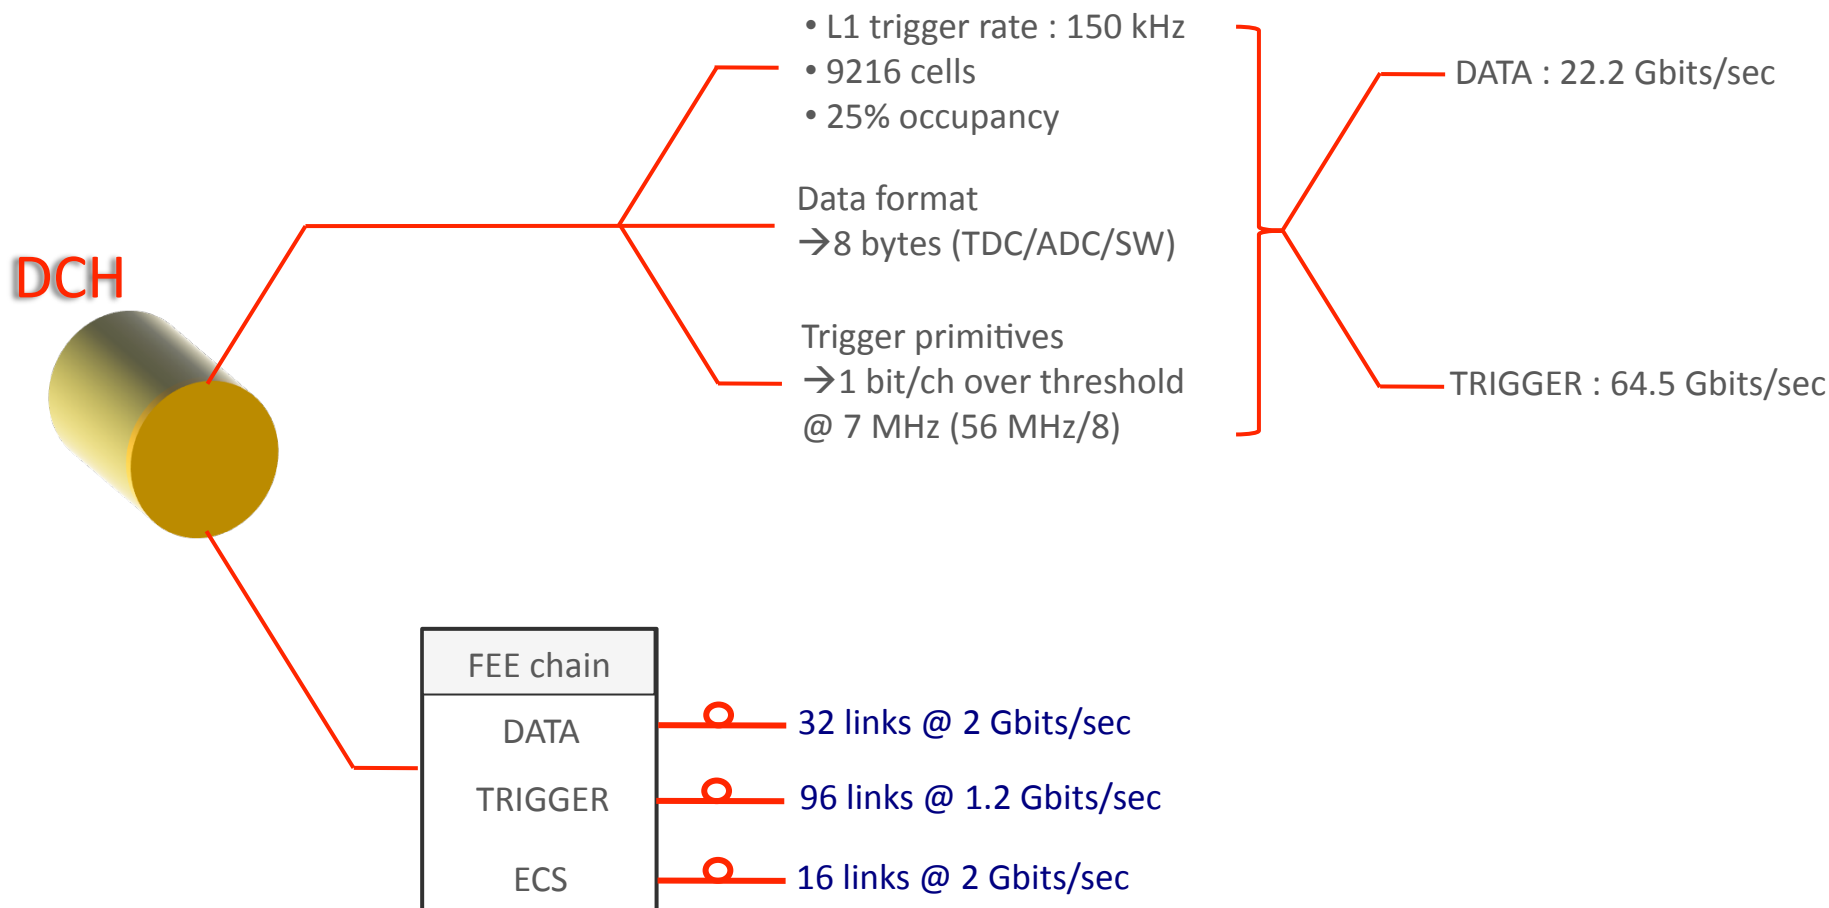 • L1 trigger rate : 150 kHz
• 9216 cells
• 25% occupancy
DATA : 22.2 Gbits/sec
Data format
→8 bytes (TDC/ADC/SW)
DCH
Trigger primitives
→1 bit/ch over threshold
@ 7 MHz (56 MHz/8)
TRIGGER : 64.5 Gbits/sec
FEE chain
DATA
32 links @ 2 Gbits/sec
TRIGGER
96 links @ 1.2 Gbits/sec
ECS
16 links @ 2 Gbits/sec